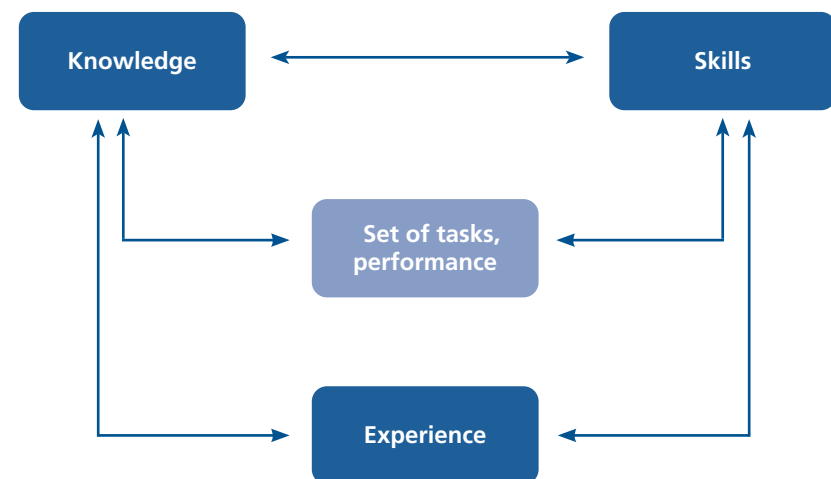 Knowledge
Skills
Set of tasks,
performance
Experience